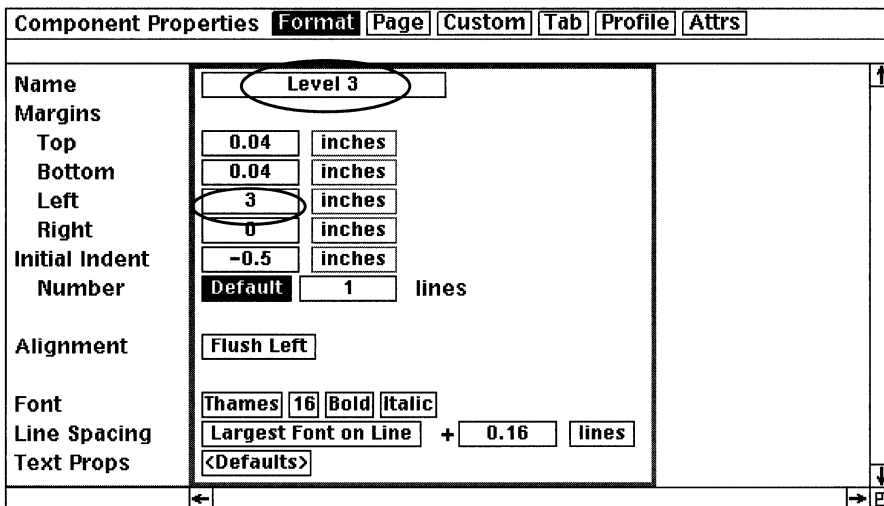 Component Properties Format Page Custom Tab Profile Attrs
Name Level 3
Margins
Top 0.04 inches
Bottom 0.04 inches
Left 3 inches
Right 0 inches
Initial Indent -0.5 inches
Number Default 1 lines
Alignment Flush Left
Font Thames 16 Bold Italic
Line Spacing Largest Font on Line + 0.16 lines
Text Props <Defaults>